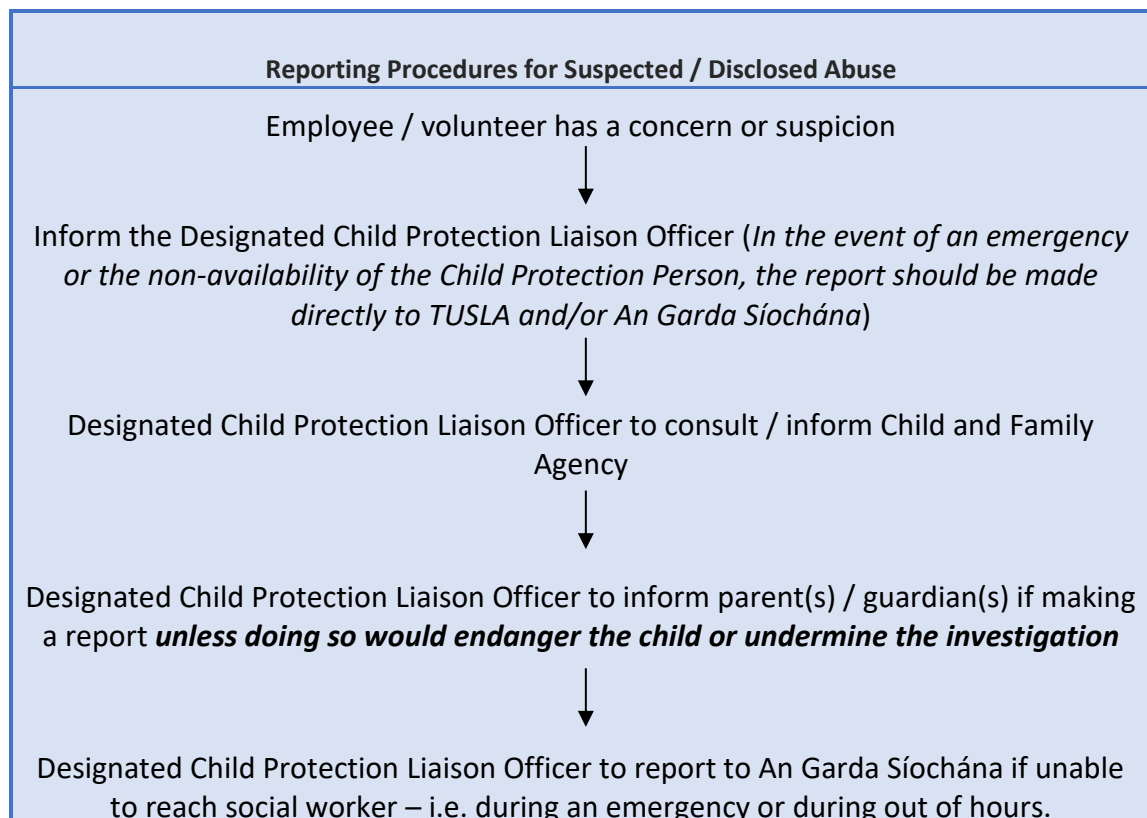 Reporting Procedures for Suspected / Disclosed Abuse
Employee / volunteer has a concern or suspicion
Inform the Designated Child Protection Liaison Officer (In the event of an emergency
or the non-availability of the Child Protection Person, the report should be made
directly to TUSLA and/or An Garda Síochána)
Designated Child Protection Liaison Officer to consult / inform Child and Family
Agency
Designated Child Protection Liaison Officer to inform parent(s) / guardian(s) if making
a report unless doing so would endanger the child or undermine the investigation
Designated Child Protection Liaison Officer to report to An Garda Síochána if unable
to reach social worker – i.e. during an emergency or during out of hours.